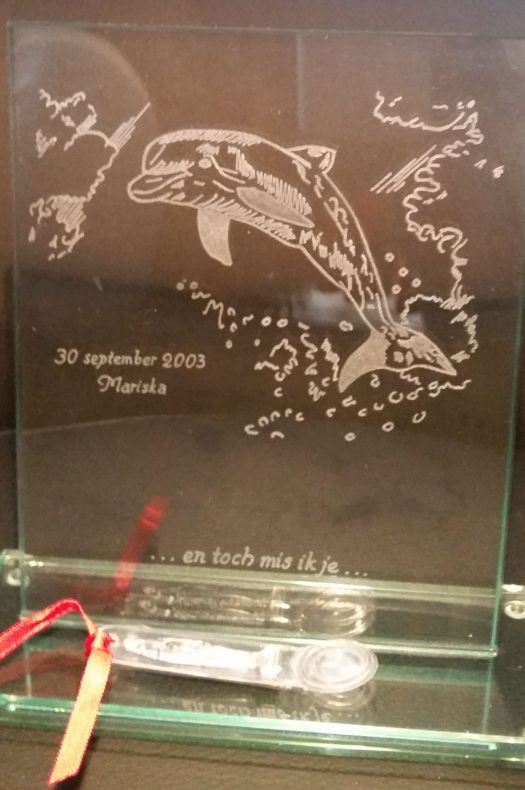 30 september 2003
Mariska
... en toch mis ik je ...